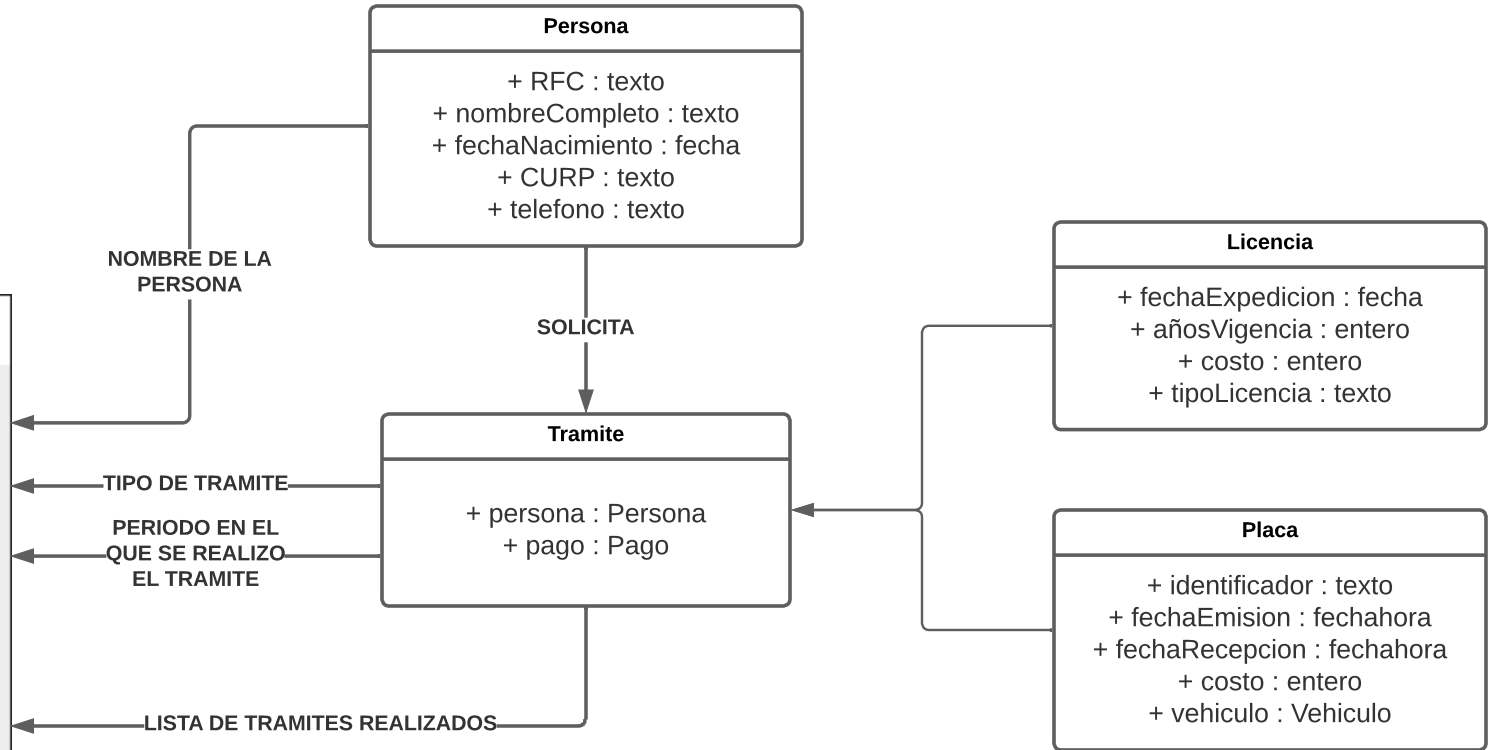 Persona
+ RFC : texto
+ nombreCompleto : texto
+ fechaNacimiento : fecha
+ CURP : texto
+ telefono : texto
NOMBRE DE LA
PERSONA
SOLICITA
Licencia
+ fechaExpedicion : fecha
+ añosVigencia : entero
+ costo : entero
+ tipoLicencia : texto
Tramite
+ persona : Persona
+ pago : Pago
TIPO DE TRAMITE
PERIODO EN EL
QUE SE REALIZO
EL TRAMITE
Placa
+ identificador : texto
+ fechaEmision : fechahora
+ fechaRecepcion : fechahora
+ costo : entero
+ vehiculo : Vehiculo
LISTA DE TRAMITES REALIZADOS